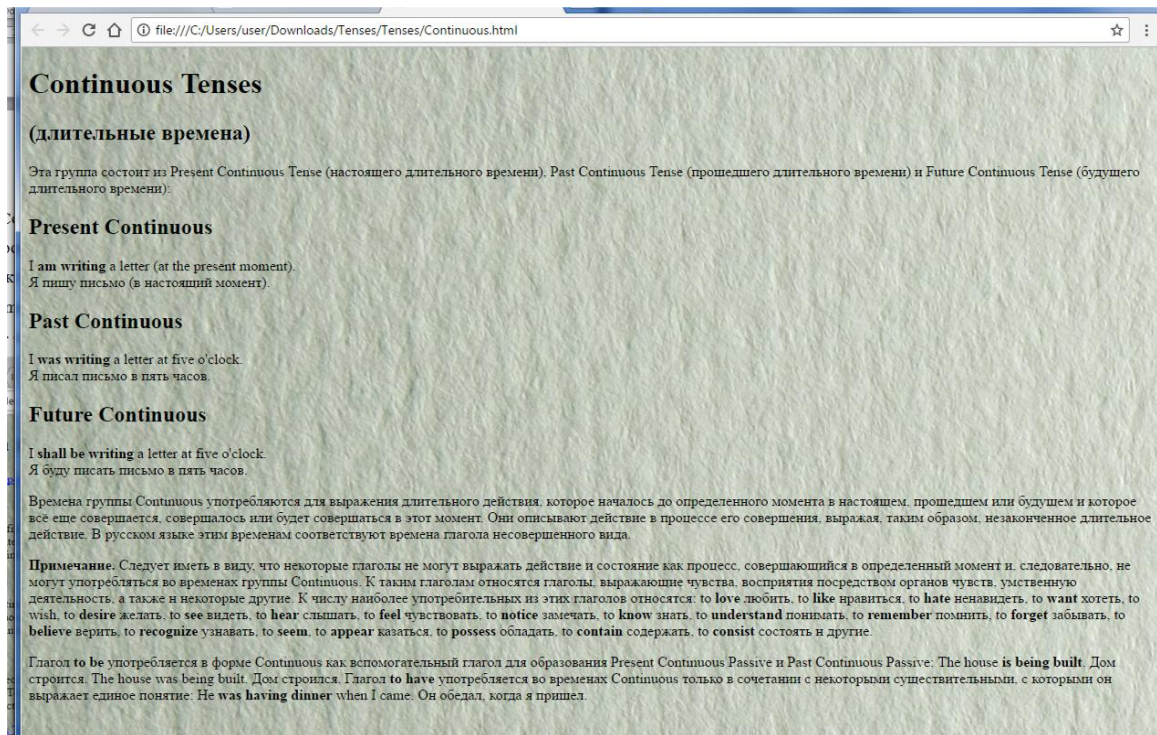 file:///C:/Users/user/Downloads/Tenses/Tenses/Continuous.html
Continuous Tenses
(длительные времена)
Эта группа состоит из Present Continuous Tense (настоящего длительного времени), Past Continuous Tense (прошедшего длительного времени) и Future Continuous Tense (будущего
длительного времени):
Present Continuous
I am writing a letter (at the present moment).
Я пишу письмо (в настоящий момент).
Past Continuous
I was writing a letter at five o'clock.
Я писал письмо в пять часов.
Future Continuous
I shall be writing a letter at five o'clock.
Я буду писать письмо в пять часов.
Времена группы Continuous употребляются для выражения длительного действия, которое началось до определенного момента в настоящем, прошедшем или будущем и которое
всё еще совершается, совершалось или будет совершаться в этот момент. Они описывают действие в процессе его совершения, выражая, таким образом, незаконченное длительное
действие. В русском языке этим временам соответствуют времена глагола несовершенного вида.
Примечание. Следует иметь в виду, что некоторые глаголы не могут выражать действие и состояние как процесс, совершающийся в определенный момент и, следовательно, не
могут употребляться во временах группы Continuous. К таким глаголам относятся глаголы, выражающие чувства, восприятия посредством органов чувств, умственную
деятельность, а также н некоторые другие. К числу наиболее употребительных из этих глаголов относятся: to love любить, to like нравиться, to hate ненавидеть, to want хотеть, to
wish, to desire желать, to see видеть, to hear слышать, to feel чувствовать, to notice замечать, to know знать, to understand понимать, to remember помнить, to forget забывать, to
believe верить, to recognize узнавать, to seem, to appear казаться, to possess обладать, to contain содержать, to consist состоять н другие.
Глагол to be употребляется в форме Continuous как вспомогательный глагол для образования Present Continuous Passive и Past Continuous Passive: The house is being built. Дом
строится. The house was being built. Дом строился. Глагол to have употребляется во временах Continuous только в сочетании с некоторыми существительными, с которыми он
выражает единое понятие: Не was having dinner when I came. Он обедал, когда я пришел.